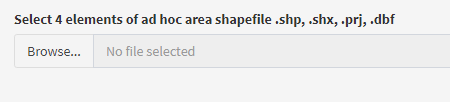 Select 4 elements of ad hoc area shapefile .shp, .shx, .prj, .dbf
Browse... No file selected